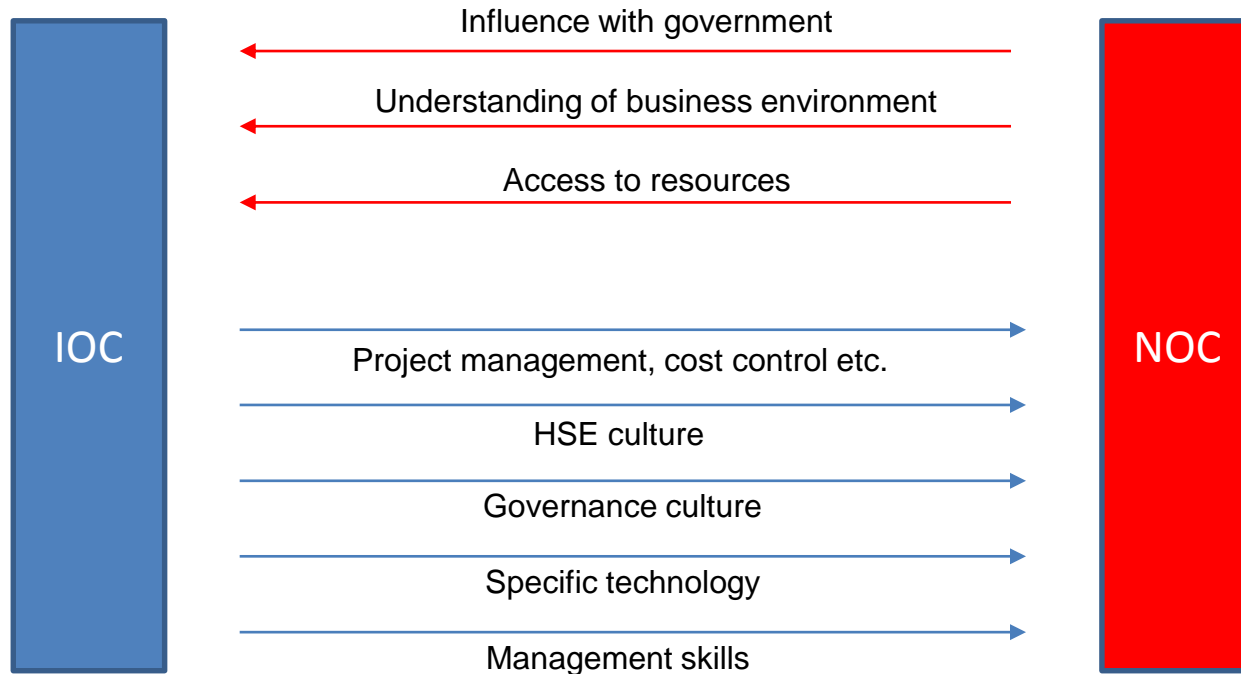 Influence with government
Understanding of business environment
Access to resources
IOC
NOC
Project management, cost control etc.
HSE culture
Governance culture
Specific technology
Management skills